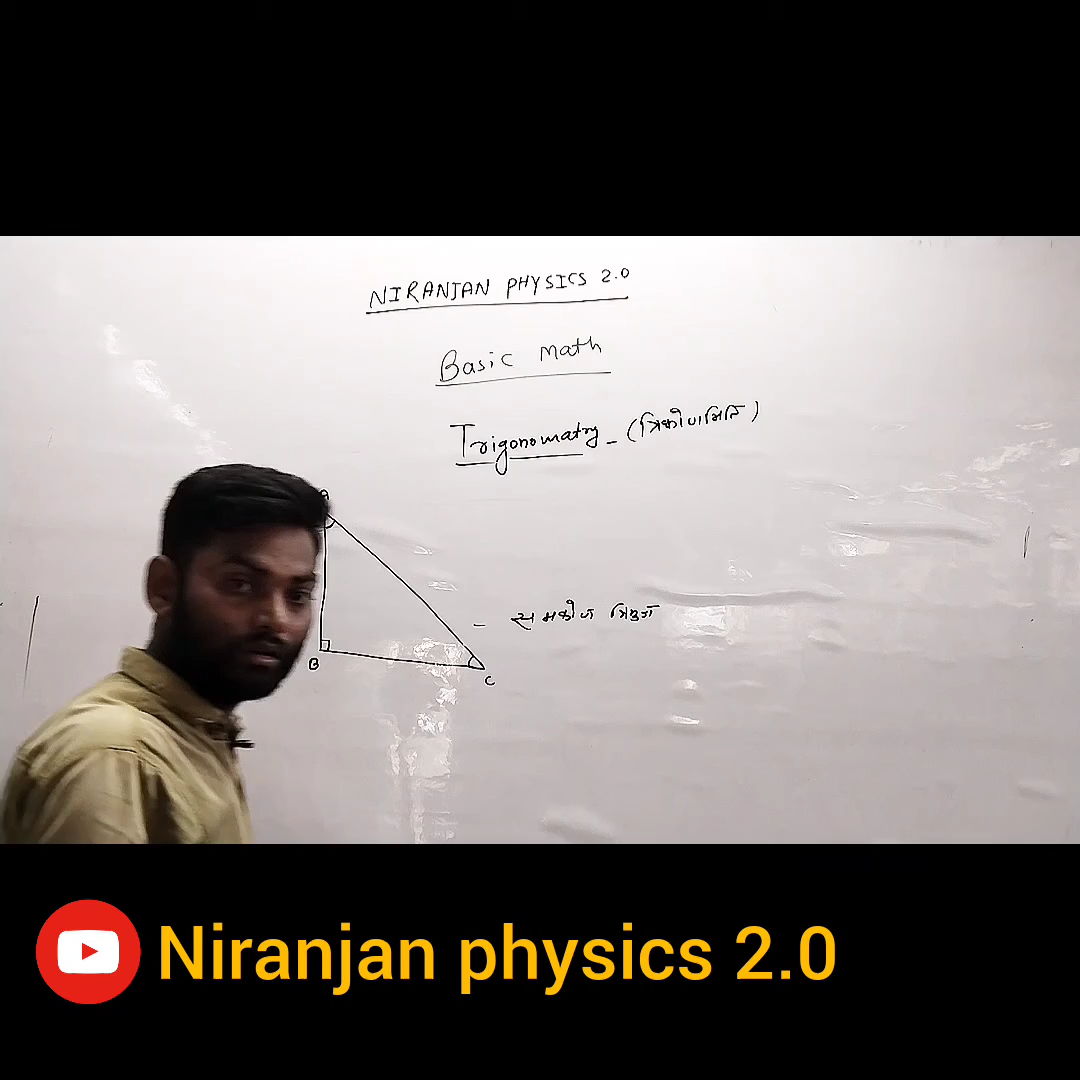 NIRANJAN PHYSICS 2.0
Basic Math
Trigonomatry - (त्रिकोणमिति)
A
- समकोण त्रिभुज
B
C
Niranjan physics 2.0